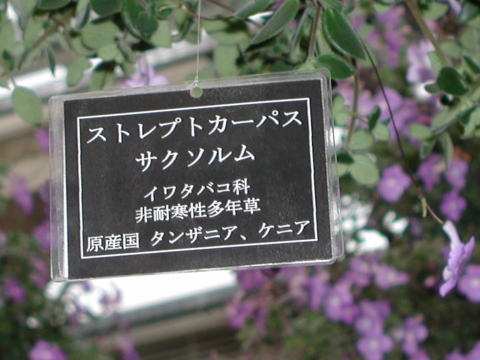 ストレプトカーパス
サクソルム
イワタバコ科
非耐寒性多年草
原産国 タンザニア、ケニア